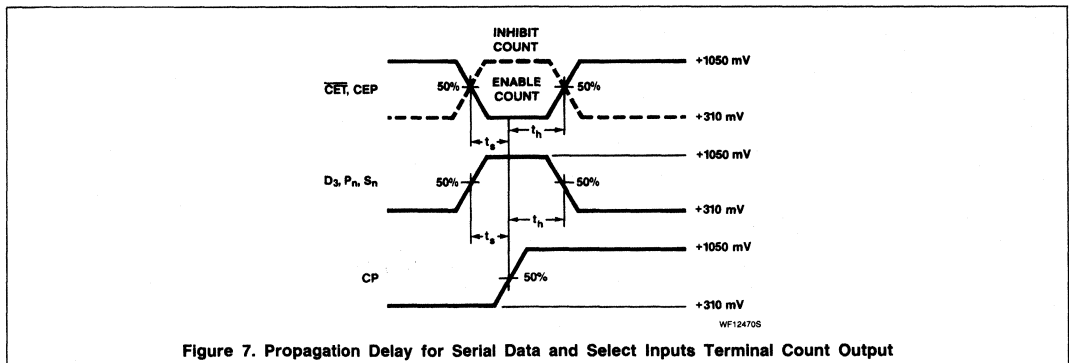 INHIBIT
COUNT
+1050 mV
C̅E̅T̅, CEP
50%
ENABLE
COUNT
50%
+310 mV
ts
th
+1050 mV
D3, Pn, Sn
50%
50%
+310 mV
ts
th
+1050 mV
CP
50%
+310 mV
WF12470S
Figure 7. Propagation Delay for Serial Data and Select Inputs Terminal Count Output